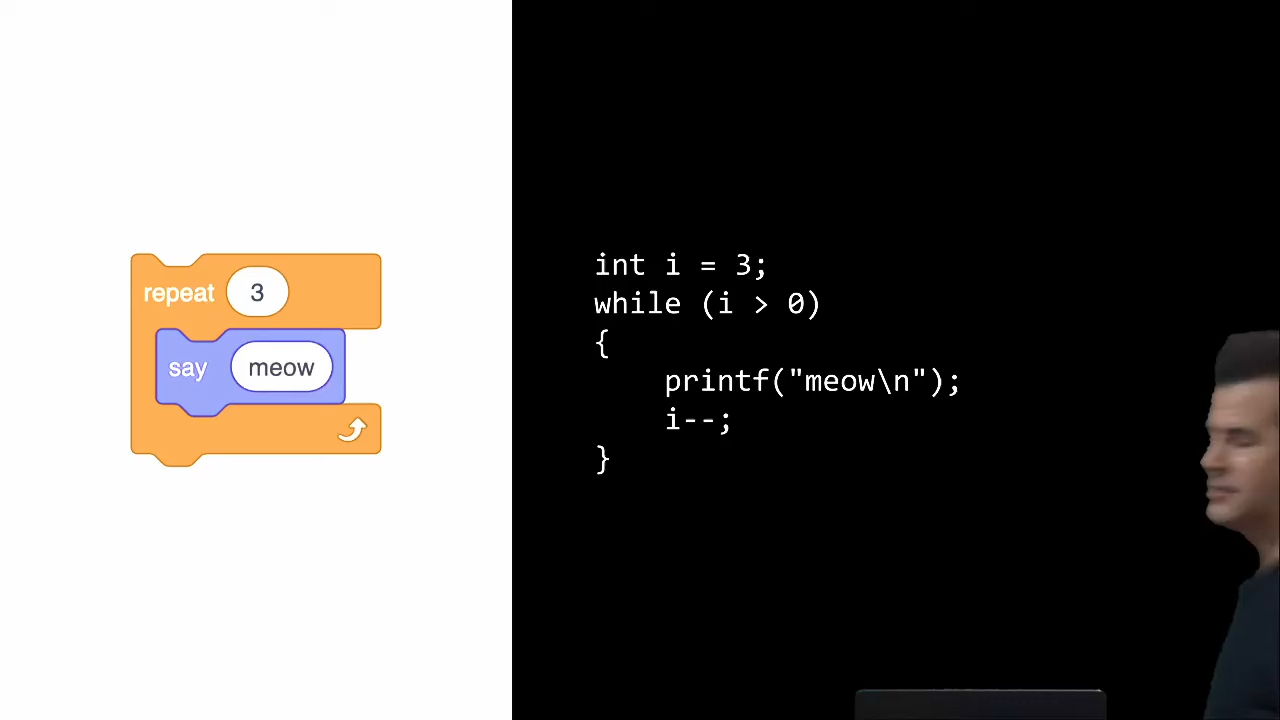 repeat 3
say meow
int i = 3;
while (i > 0)
{
    printf("meow\n");
    i--;
}